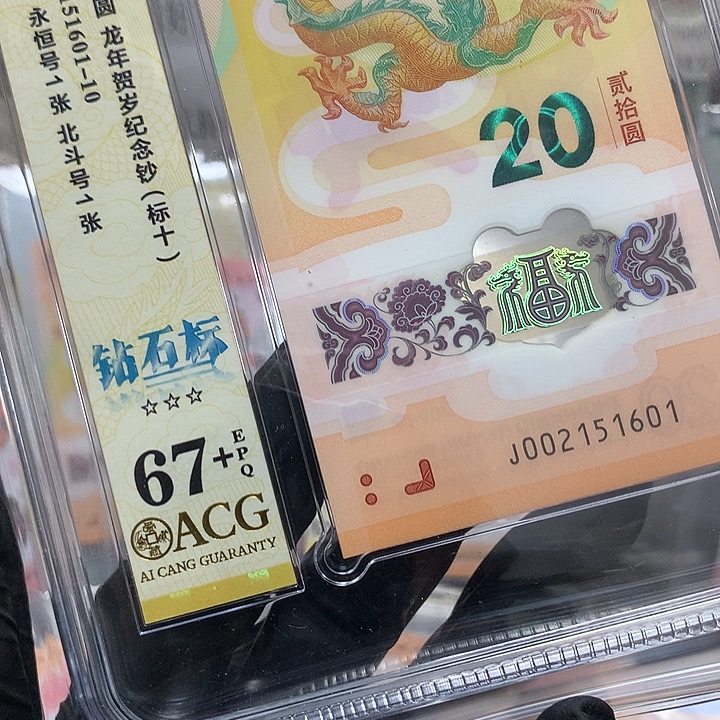 圆 龙年贺岁纪念钞(标十)
151601-10
永恒号1张 北斗号1张
钻石标
☆☆☆
67+EPQ
ACG
AI CANG GUARANTY
贰拾圆
20
福
J002151601